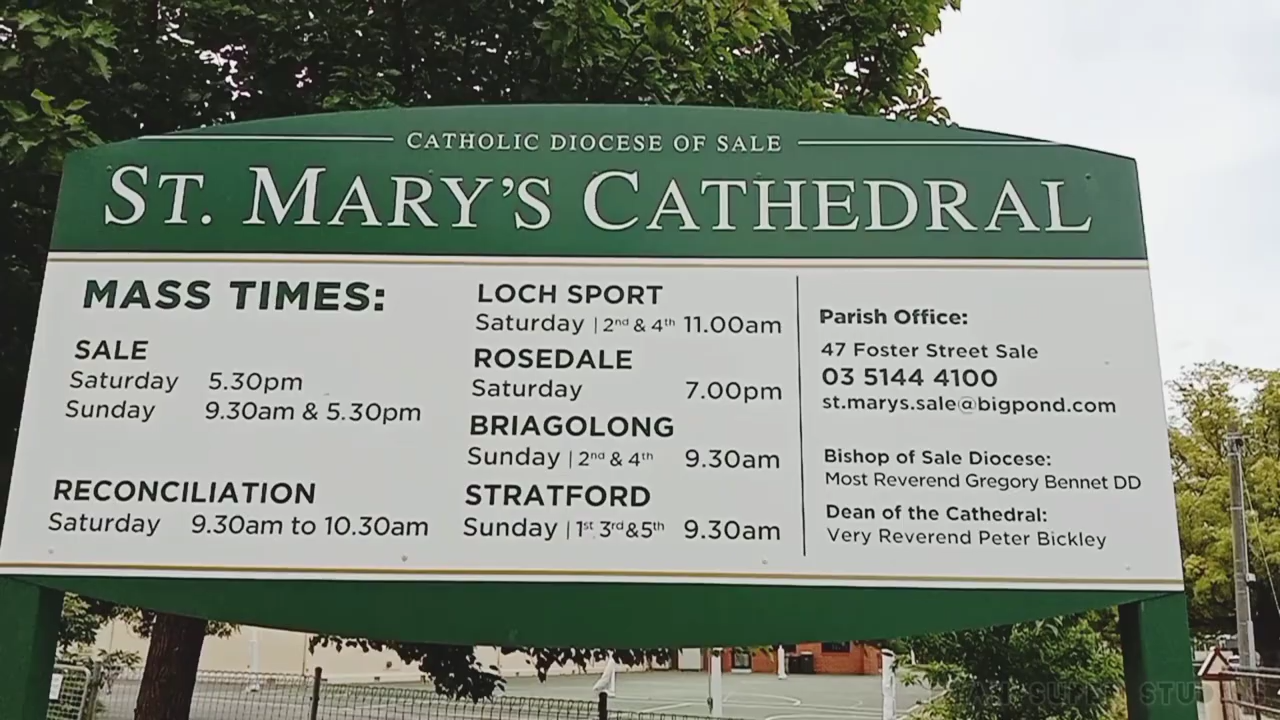 CATHOLIC DIOCESE OF SALE
ST. MARY'S CATHEDRAL
MASS TIMES:
SALE
Saturday 5.30pm
Sunday 9.30am & 5.30pm
RECONCILIATION
Saturday 9.30am to 10.30am
LOCH SPORT
Saturday | 2nd & 4th 11.00am
ROSEDALE
Saturday 7.00pm
BRIAGOLONG
Sunday | 2nd & 4th 9.30am
STRATFORD
Sunday | 1st 3rd & 5th 9.30am
Parish Office:
47 Foster Street Sale
03 5144 4100
st.marys.sale@bigpond.com
Bishop of Sale Diocese:
Most Reverend Gregory Bennet DD
Dean of the Cathedral:
Very Reverend Peter Bickley